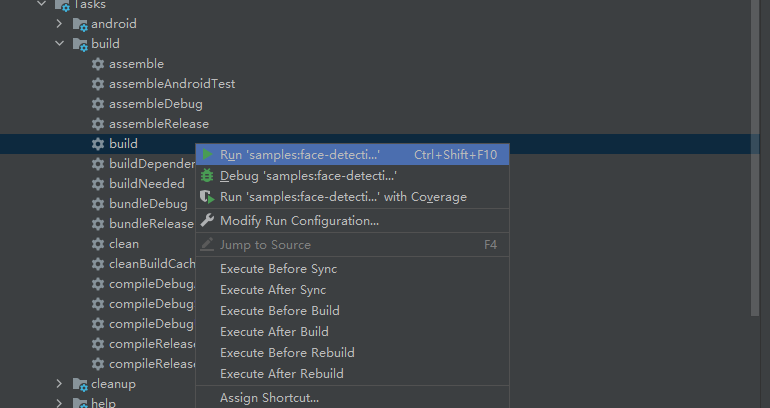 Tasks
android
build
assemble
assembleAndroidTest
assembleDebug
assembleRelease
build
buildDepender
buildNeeded
bundleDebug
bundleRelease
clean
cleanBuildCach
compileDebug
compileDebug
compileDebug
compileRelease
compileRelease
cleanup
help
Run 'samples:face-detecti...' Ctrl+Shift+F10
Debug 'samples:face-detecti...'
Run 'samples:face-detecti...' with Coverage
Modify Run Configuration...
Jump to Source F4
Execute Before Sync
Execute After Sync
Execute Before Build
Execute After Build
Execute Before Rebuild
Execute After Rebuild
Assign Shortcut...